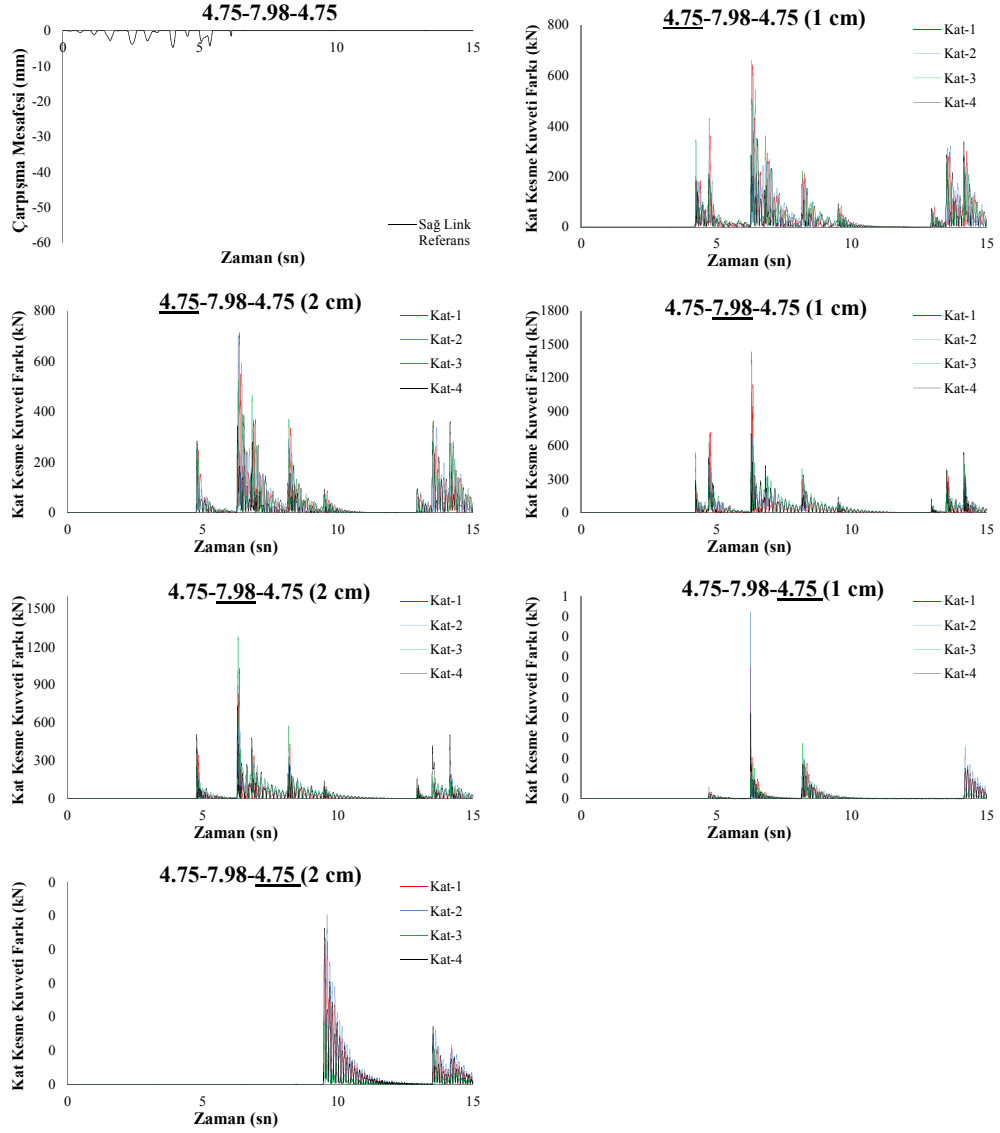 4.75-7.98-4.75
Çarpışma Mesafesi (mm)
0
-10
-20
-30
-40
-50
-60
0
5
10
15
Sağ Link
Referans
Zaman (sn)
4.75-7.98-4.75 (1 cm)
Kat Kesme Kuvveti Farkı (kN)
800
600
400
200
0
0
5
10
15
Kat-1
Kat-2
Kat-3
Kat-4
Zaman (sn)
4.75-7.98-4.75 (2 cm)
Kat Kesme Kuvveti Farkı (kN)
800
600
400
200
0
0
5
10
15
Kat-1
Kat-2
Kat-3
Kat-4
Zaman (sn)
4.75-7.98-4.75 (1 cm)
Kat Kesme Kuvveti Farkı (kN)
1800
1500
1200
900
600
300
0
0
5
10
15
Kat-1
Kat-2
Kat-3
Kat-4
Zaman (sn)
4.75-7.98-4.75 (2 cm)
Kat Kesme Kuvveti Farkı (kN)
1500
1200
900
600
300
0
0
5
10
15
Kat-1
Kat-2
Kat-3
Kat-4
Zaman (sn)
4.75-7.98-4.75 (1 cm)
Kat Kesme Kuvveti Farkı (kN)
1
0
0
0
0
0
0
0
0
0
0
0
5
10
15
Kat-1
Kat-2
Kat-3
Kat-4
Zaman (sn)
4.75-7.98-4.75 (2 cm)
Kat Kesme Kuvveti Farkı (kN)
0
0
0
0
0
0
0
0
5
10
15
Kat-1
Kat-2
Kat-3
Kat-4
Zaman (sn)